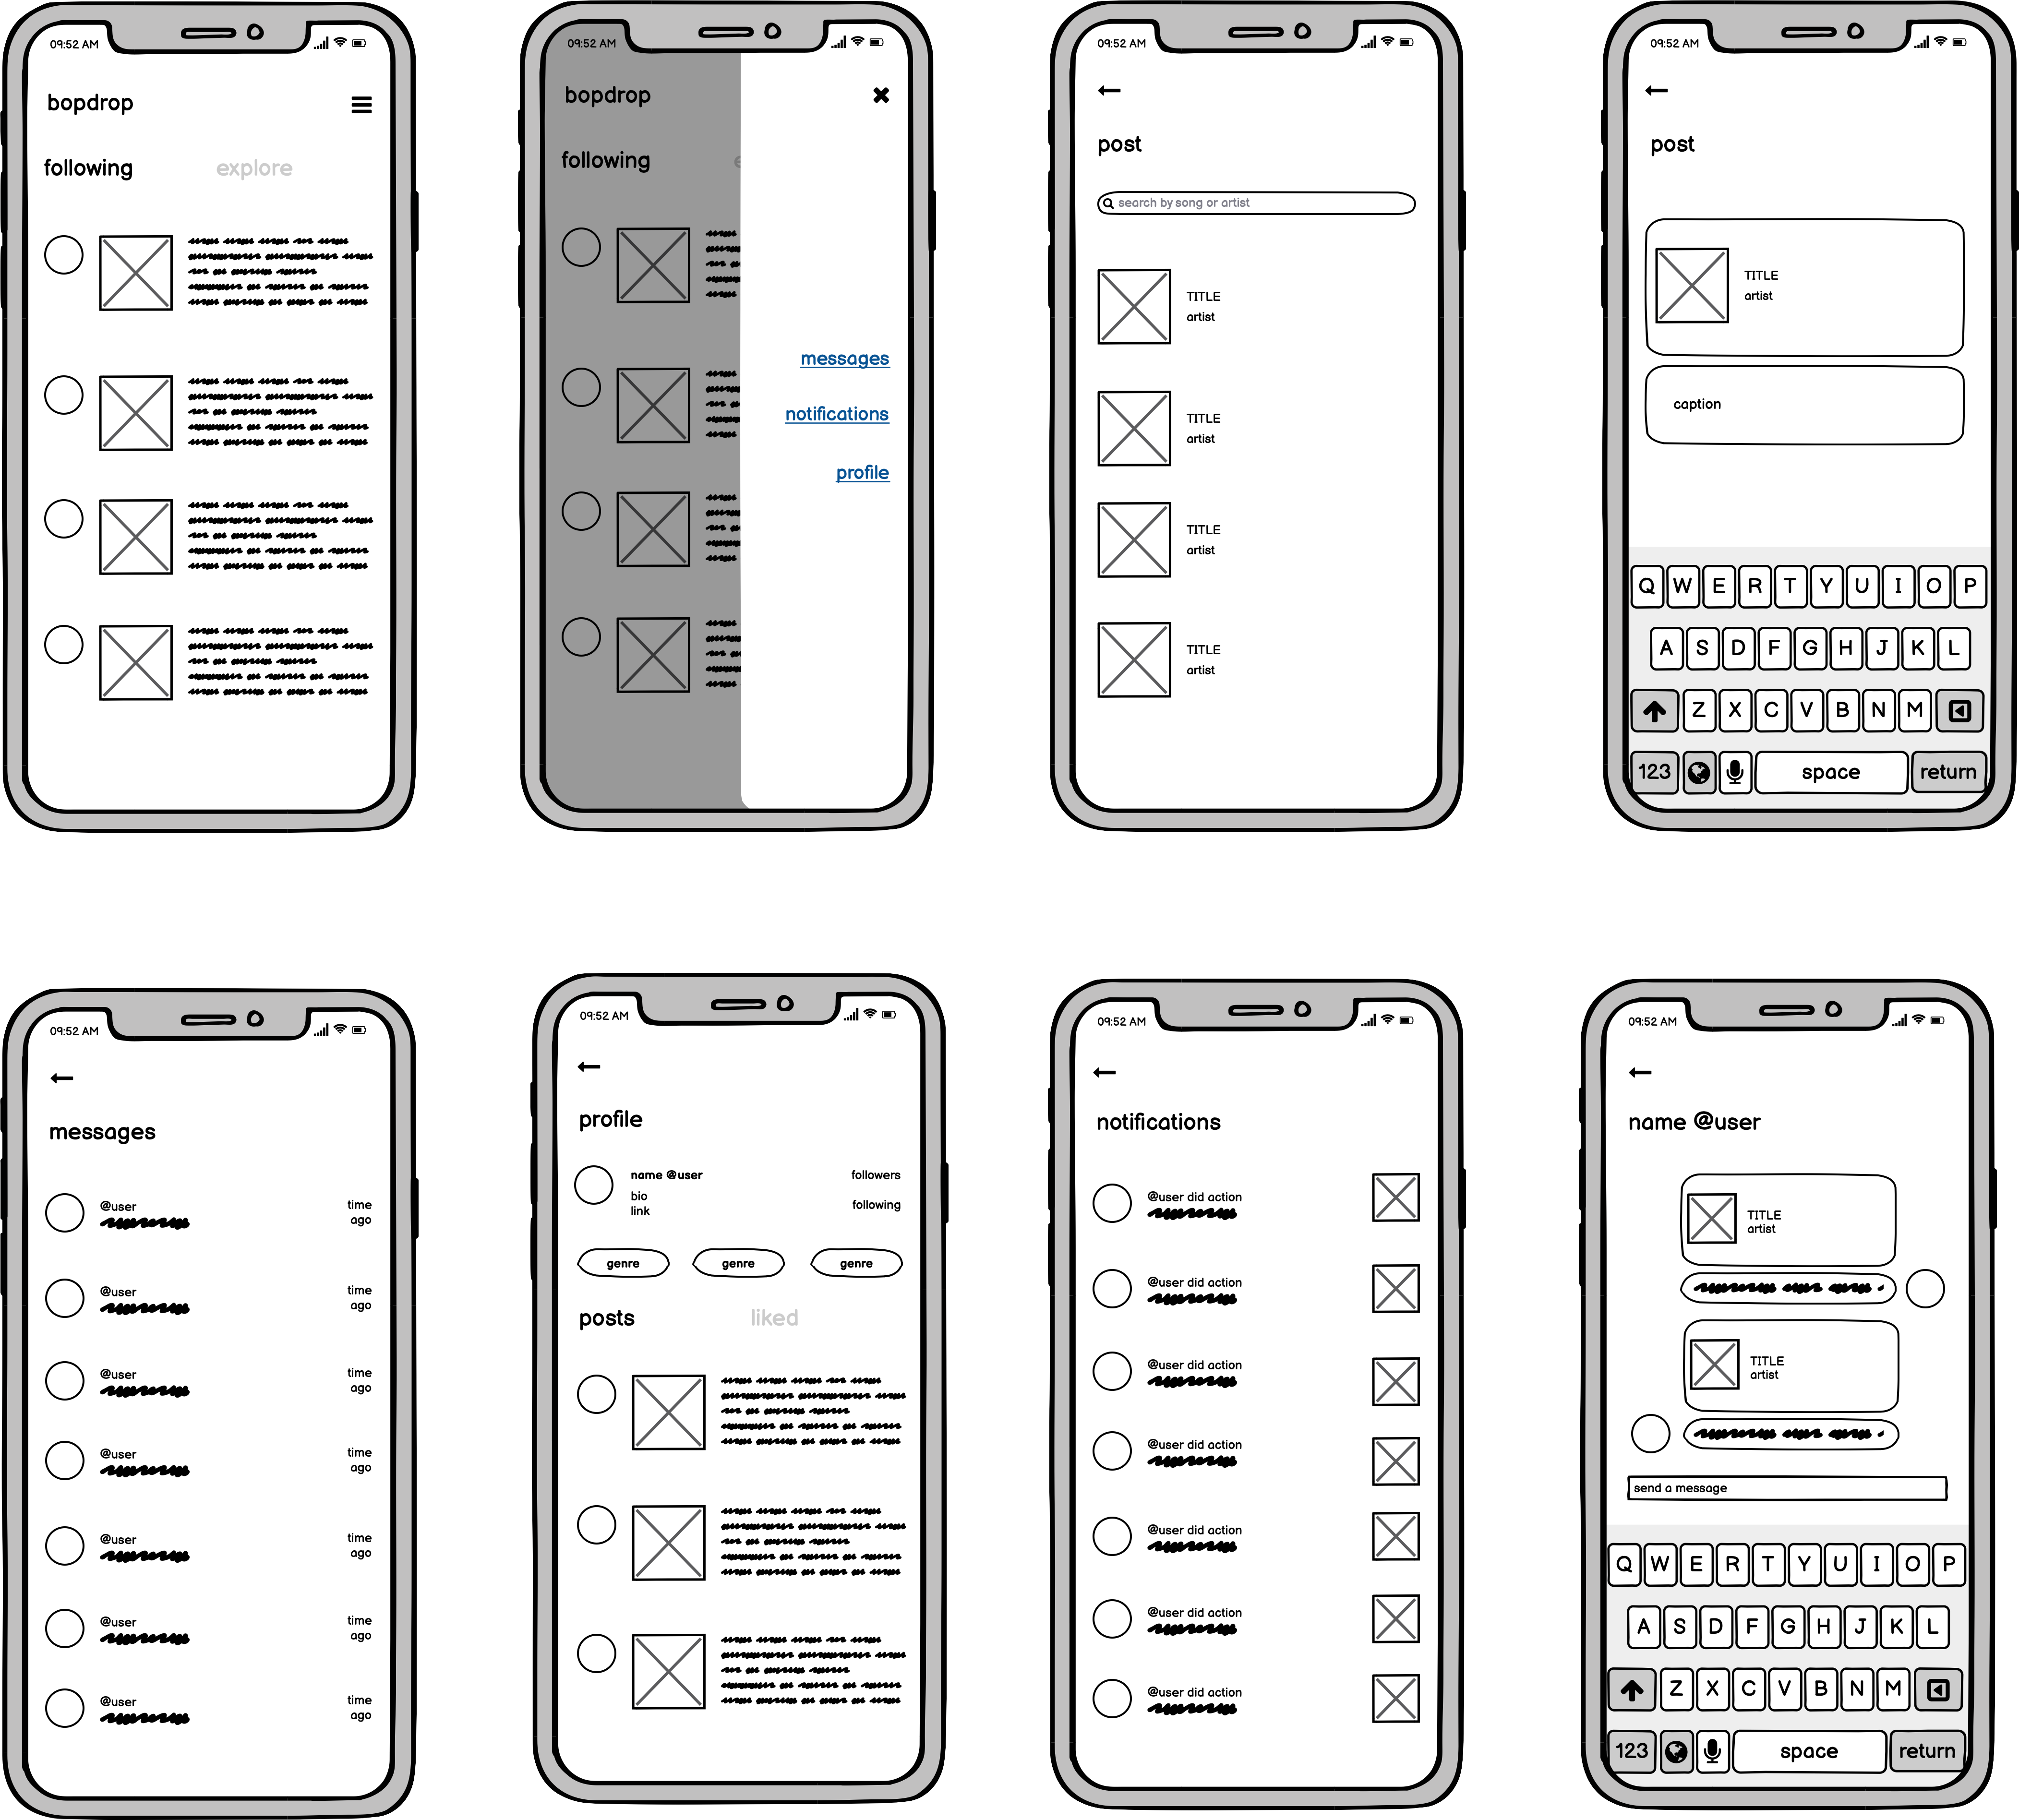 09:52 AM
bopdrop
following explore
09:52 AM
bopdrop
following e
messages
notifications
profile
09:52 AM
post
search by song or artist
TITLE
artist
TITLE
artist
TITLE
artist
TITLE
artist
09:52 AM
post
TITLE
artist
caption
Q W E R T Y U I O P
A S D F G H J K L
Z X C V B N M
123 space return
09:52 AM
messages
@user time
ago
@user time
ago
@user time
ago
@user time
ago
@user time
ago
@user time
ago
@user time
ago
09:52 AM
profile
name @user followers
bio
link following
genre genre genre
posts liked
09:52 AM
notifications
@user did action
@user did action
@user did action
@user did action
@user did action
@user did action
@user did action
09:52 AM
name @user
TITLE
artist
TITLE
artist
send a message
Q W E R T Y U I O P
A S D F G H J K L
Z X C V B N M
123 space return